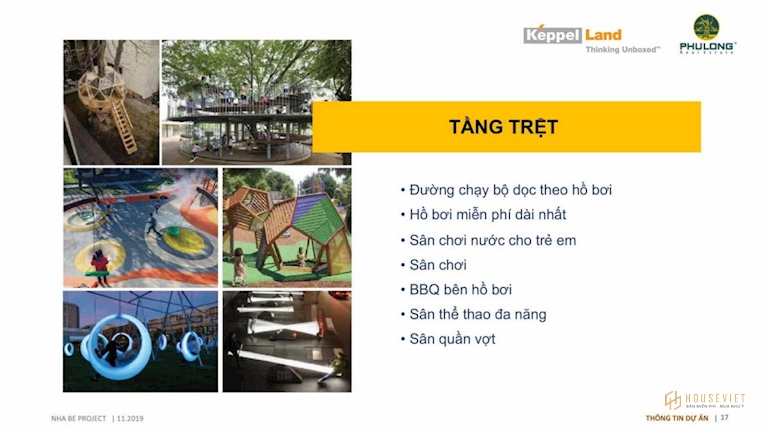 Keppel Land
Thinking Unboxed™
PHULONG®
Real Estate
TẦNG TRỆT
• Đường chạy bộ dọc theo hồ bơi
• Hồ bơi miễn phí dài nhất
• Sân chơi nước cho trẻ em
• Sân chơi
• BBQ bên hồ bơi
• Sân thể thao đa năng
• Sân quần vợt
HOUSEVIET
BÁN MIỄN PHÍ - MUA NHƯ Ý
NHA BE PROJECT | 11.2019
THÔNG TIN DỰ ÁN | 17